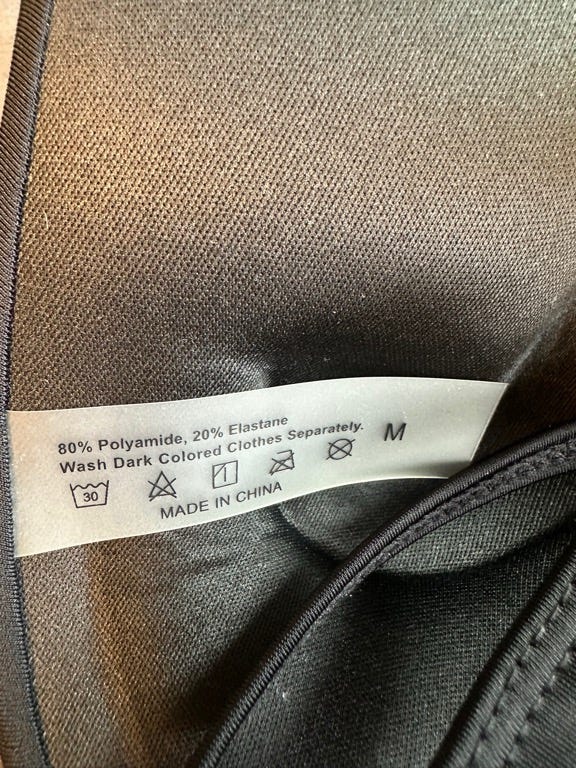 80% Polyamide, 20% Elastane
Wash Dark Colored Clothes Separately.
M
30
MADE IN CHINA